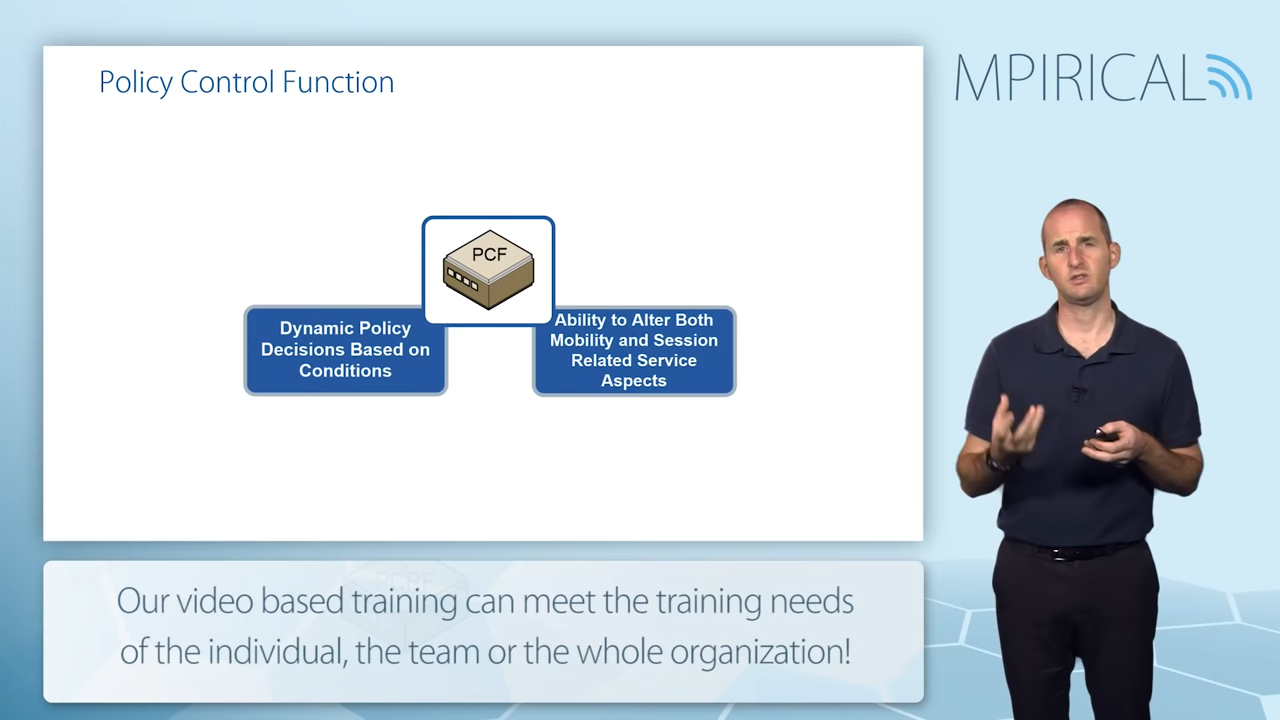 Policy Control Function
MPIRICAL
PCF
Dynamic Policy
Decisions Based on
Conditions
Ability to Alter Both
Mobility and Session
Related Service
Aspects
PCRF
Our video based training can meet the training needs
of the individual, the team or the whole organization!